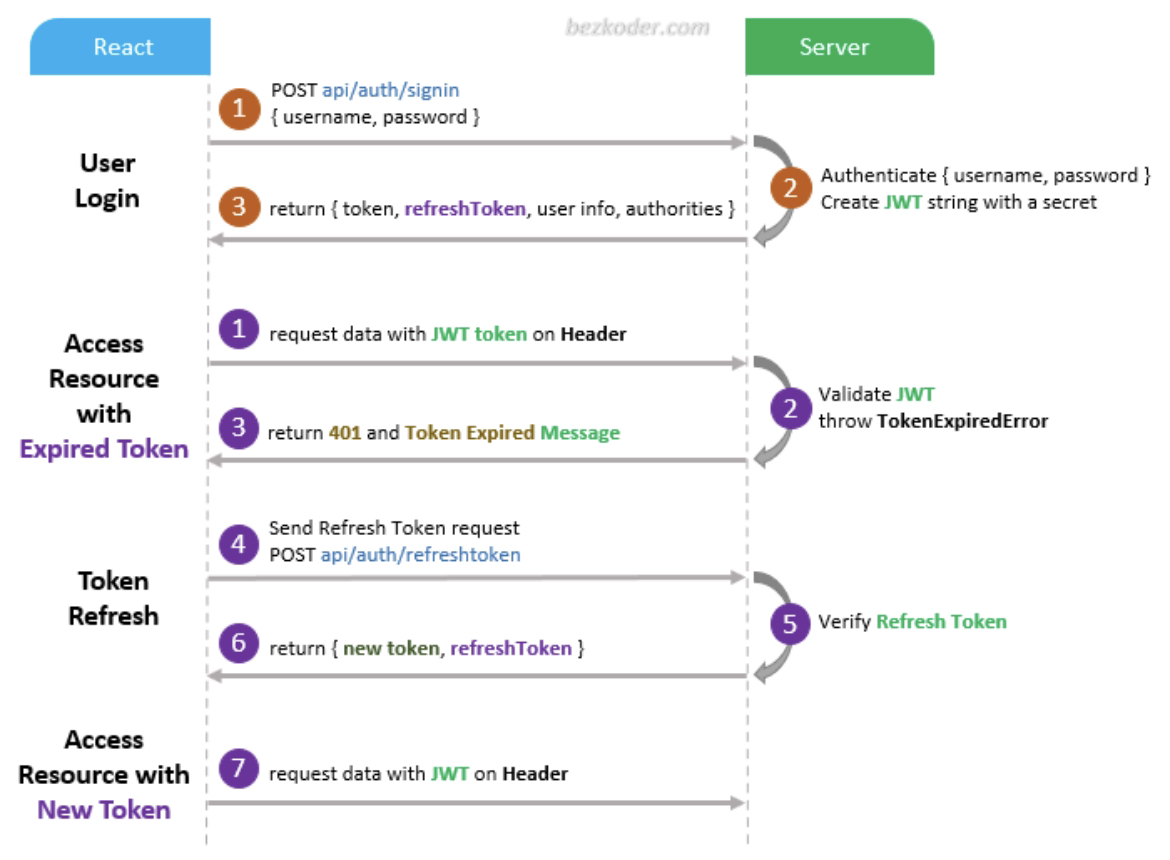 bezkoder.com
React
Server
1
POST api/auth/signin
{ username, password }
User
Login
2
Authenticate { username, password }
Create JWT string with a secret
3
return { token, refreshToken, user info, authorities }
1
request data with JWT token on Header
Access
Resource
with
Expired Token
2
Validate JWT
throw TokenExpiredError
3
return 401 and Token Expired Message
4
Send Refresh Token request
POST api/auth/refreshtoken
Token
Refresh
5
Verify Refresh Token
6
return { new token, refreshToken }
Access
Resource with
New Token
7
request data with JWT on Header